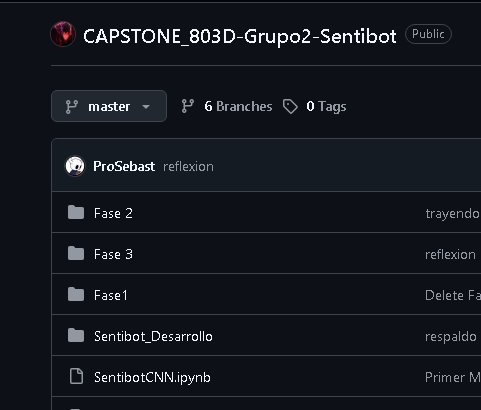 CAPSTONE_803D-Grupo2-Sentibot Public
master 6 Branches 0 Tags
ProSebast reflexion
Fase 2 trayendo
Fase 3 reflexion
Fase1 Delete Fa
Sentibot_Desarrollo respaldo
SentibotCNN.ipynb Primer M